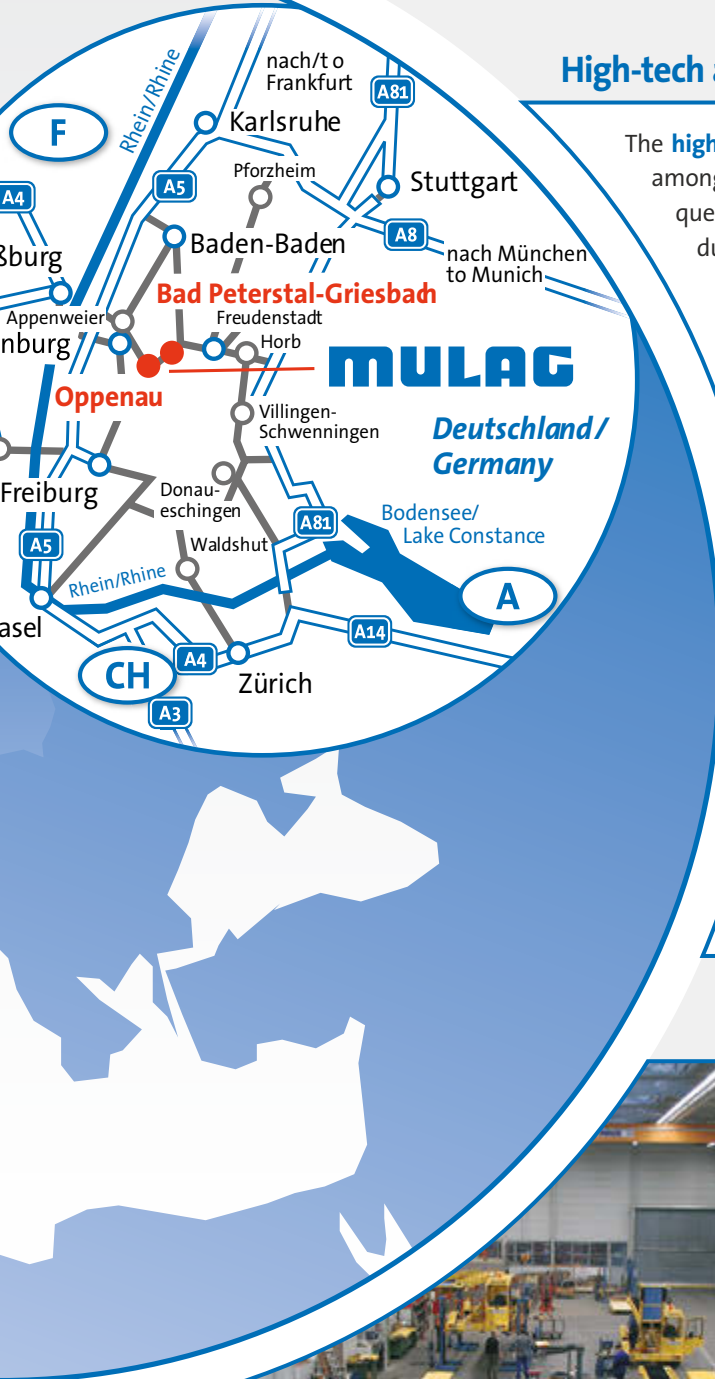 High-tech
The high
among
que
du
nach/t o
Frankfurt
A81
Rhein/Rhine
F
Karlsruhe
Pforzheim
A5
Stuttgart
A4
A8
Baden-Baden
ßburg
nach München
to Munich
Bad Peterstal-Griesbach
Appenweier
Freudenstadt
nburg
Horb
MULAG
Oppenau
Villingen-
Schwenningen
Deutschland/
Germany
Freiburg
Donau-
eschingen
Bodensee/
Lake Constance
A81
A5
Waldshut
Rhein/Rhine
A
asel
A14
A4
CH
Zürich
A3